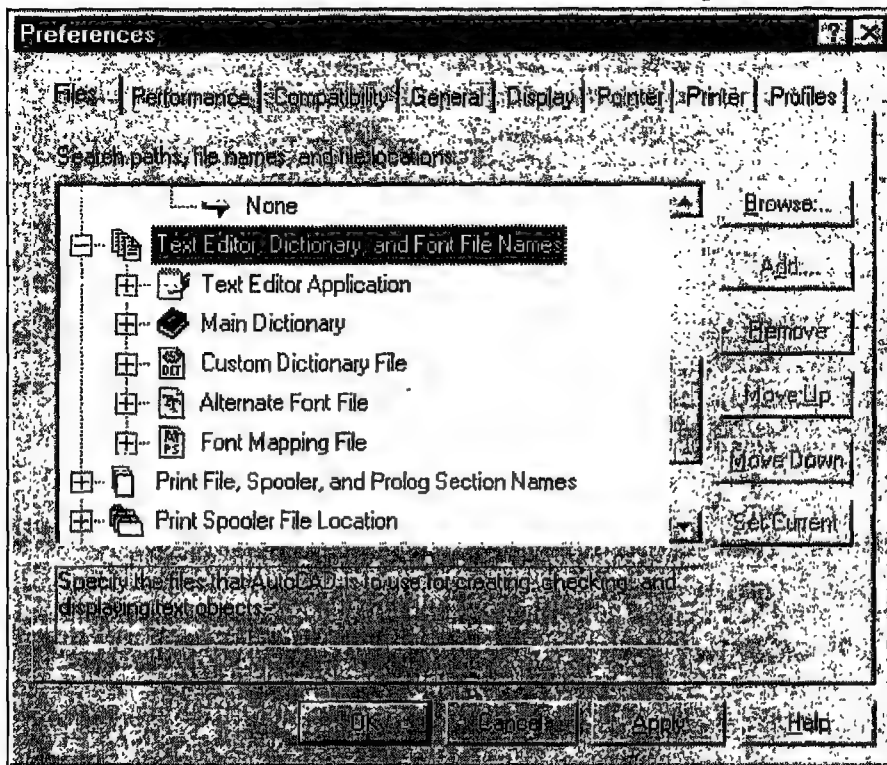 Preferences
Files Performance Compatibility General Display Pointer Printer Profiles
Search paths, file names, and file locations:
None
Browse...
Text Editor, Dictionary, and Font File Names
Add...
Text Editor Application
Main Dictionary
Remove
Custom Dictionary File
Alternate Font File
Move Up
Font Mapping File
Move Down
Print File, Spooler, and Prolog Section Names
Print Spooler File Location
Set Current
Specify the files that AutoCAD is to use for creating, checking, and
displaying text objects.
OK Cancel Apply Help